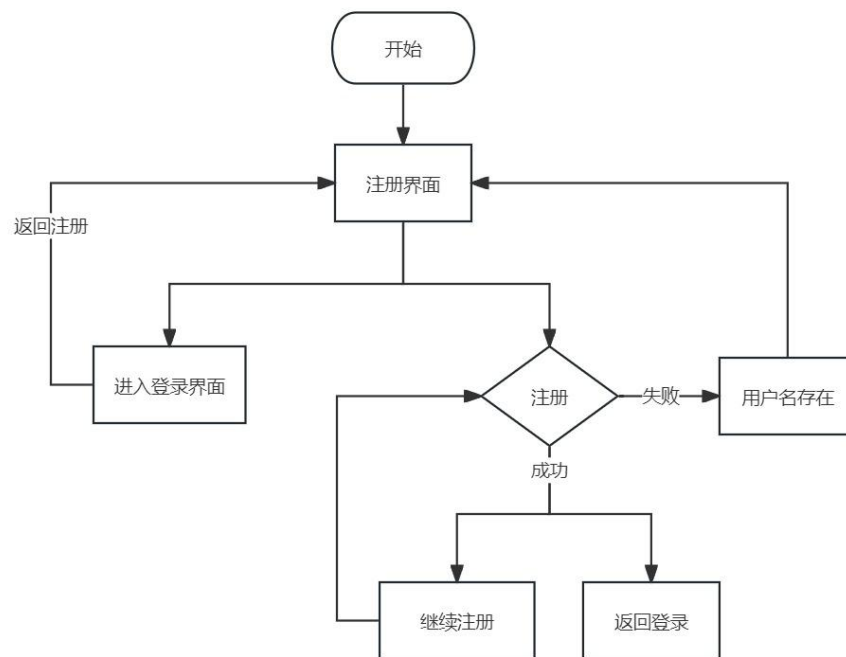 开始
注册界面
返回注册
进入登录界面
注册
失败
用户名存在
成功
继续注册
返回登录